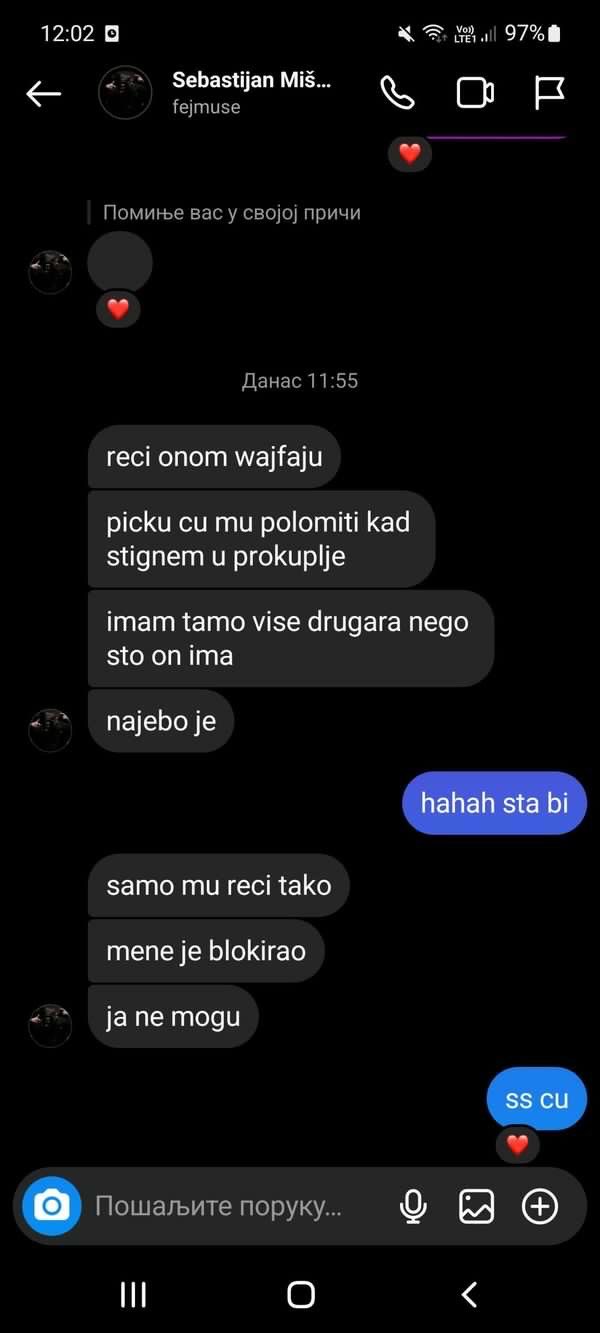 12:02
Vo))
LTE1
97%
Sebastijan Miš...
fejmuse
Помиње вас у својој причи
Данас 11:55
reci onom wajfaju
picku cu mu polomiti kad
stignem u prokuplje
imam tamo vise drugara nego
sto on ima
najebo je
hahah sta bi
samo mu reci tako
mene je blokirao
ja ne mogu
ss cu
Пошаљите поруку...